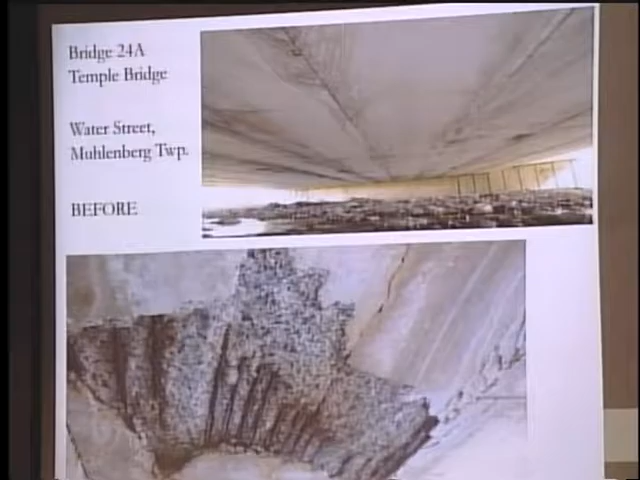 Bridge 24A
Temple Bridge
Water Street,
Muhlenberg Twp.
BEFORE